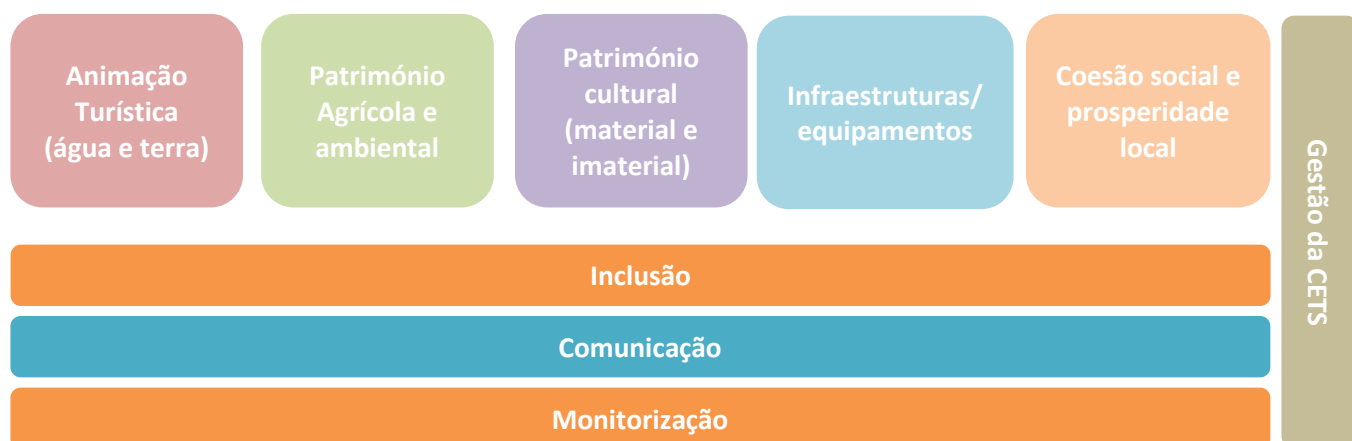 Animação
Turística
(água e terra)
Património
Agrícola e
ambiental
Património
cultural
(material e
imaterial)
Infraestruturas/
equipamentos
Coesão social e
prosperidade
local
Gestão da CETS
Inclusão
Comunicação
Monitorização